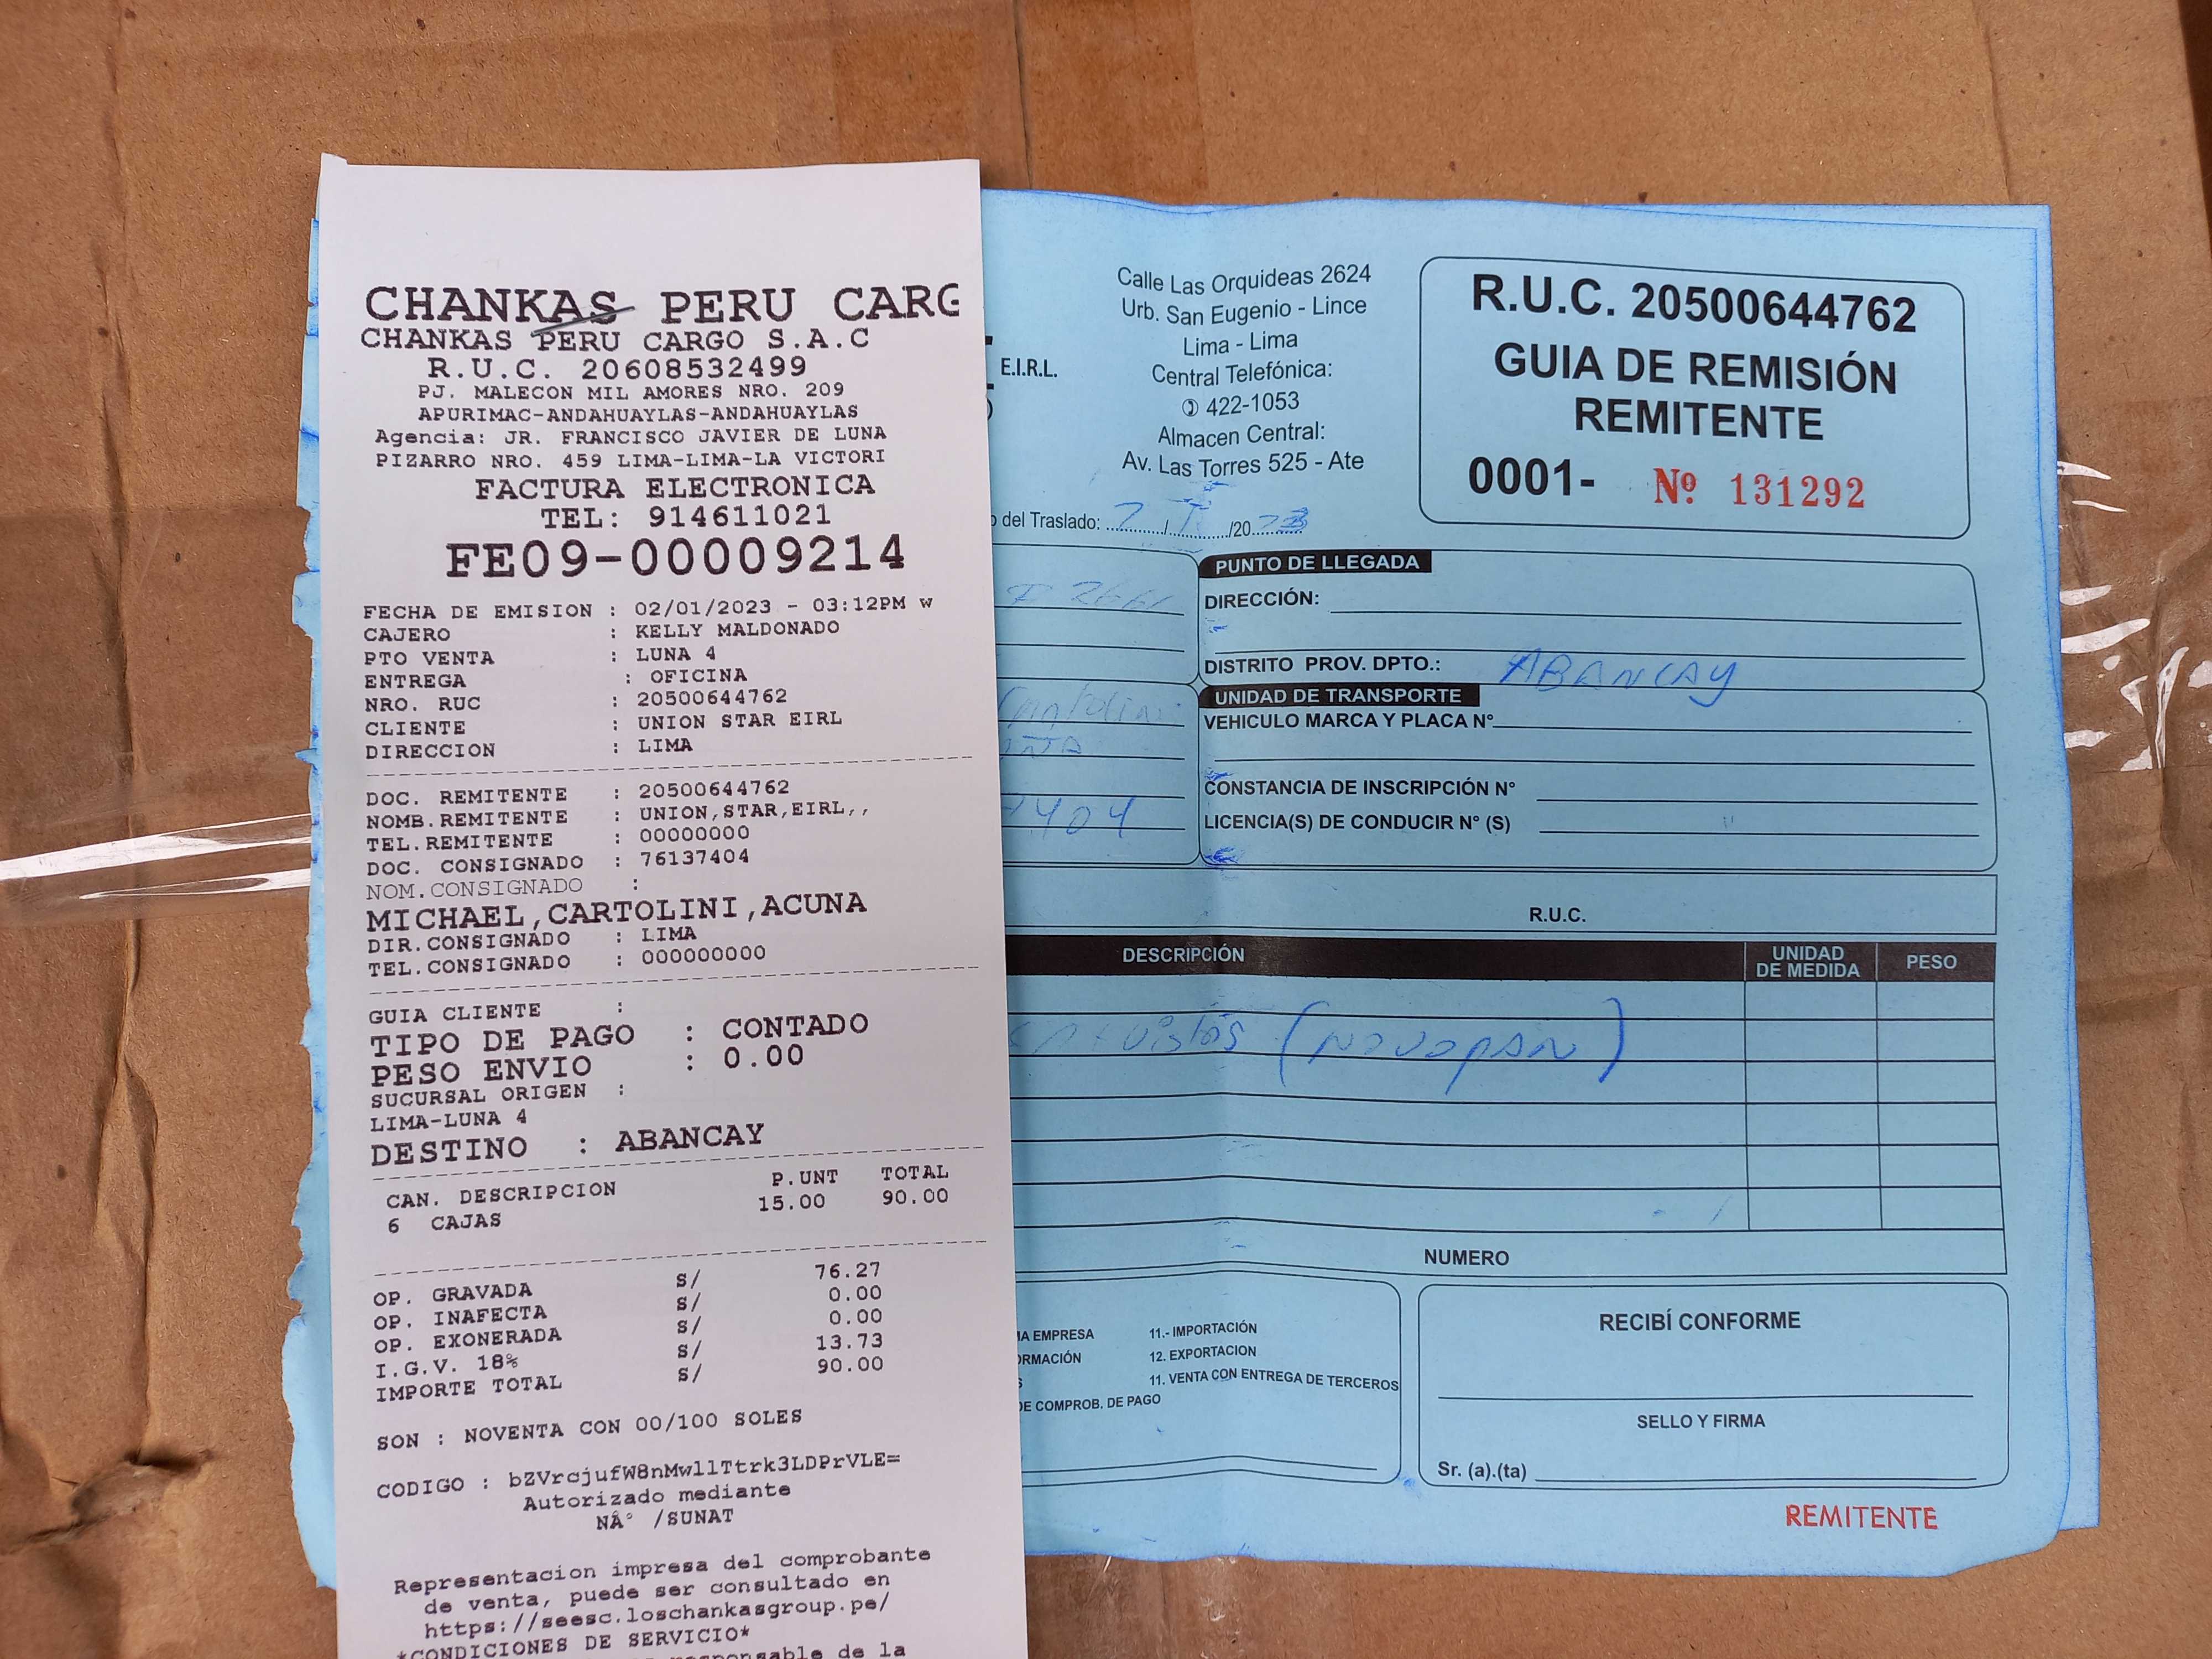 CHANKAS PERU CARG
CHANKAS PERU CARGO S.A.C
R.U.C. 20608532499
PJ. MALECON MIL AMORES NRO. 209
APURIMAC-ANDAHUAYLAS-ANDAHUAYLAS
Agencia: JR. FRANCISCO JAVIER DE LUNA
PIZARRO NRO. 459 LIMA-LIMA-LA VICTORI
FACTURA ELECTRONICA
TEL: 914611021
FE09-00009214
FECHA DE EMISION : 02/01/2023 - 03:12PM w
CAJERO : KELLY MALDONADO
PTO VENTA : LUNA 4
ENTREGA : OFICINA
NRO. RUC : 20500644762
CLIENTE : UNION STAR EIRL
DIRECCION : LIMA
DOC. REMITENTE : 20500644762
NOMB.REMITENTE : UNION,STAR,EIRL,,
TEL.REMITENTE : 00000000
DOC. CONSIGNADO : 76137404
NOM.CONSIGNADO :
MICHAEL,CARTOLINI,ACUNA
DIR.CONSIGNADO : LIMA
TEL.CONSIGNADO : 000000000
GUIA CLIENTE :
TIPO DE PAGO : CONTADO
PESO ENVIO : 0.00
SUCURSAL ORIGEN :
LIMA-LUNA 4
DESTINO : ABANCAY
CAN. DESCRIPCION P.UNT TOTAL
6 CAJAS 15.00 90.00
OP. GRAVADA S/ 76.27
OP. INAFECTA S/ 0.00
OP. EXONERADA S/ 0.00
I.G.V. 18% S/ 13.73
IMPORTE TOTAL S/ 90.00
SON : NOVENTA CON 00/100 SOLES
CODIGO : bZVrcjufW8nMwllTtrk3LDPrVLE=
Autorizado mediante
NÂ° /SUNAT
Representacion impresa del comprobante
de venta, puede ser consultado en
https://seesc.loschankasgroup.pe/
*CONDICIONES DE SERVICIO*
responsable de la
E.I.R.L.
Calle Las Orquideas 2624
Urb. San Eugenio - Lince
Lima - Lima
Central Telefónica:
422-1053
Almacen Central:
Av. Las Torres 525 - Ate
R.U.C. 20500644762
GUIA DE REMISIÓN
REMITENTE
0001- Nº 131292
del Traslado: 2/1/2023
PUNTO DE LLEGADA
DIRECCIÓN:
DISTRITO PROV. DPTO.: ABANCAY
UNIDAD DE TRANSPORTE
VEHICULO MARCA Y PLACA N°
CONSTANCIA DE INSCRIPCIÓN N°
404
LICENCIA(S) DE CONDUCIR N° (S)
R.U.C.
DESCRIPCIÓN UNIDAD DE MEDIDA PESO
(NOVOPAN)
NUMERO
MA EMPRESA 11.- IMPORTACIÓN
ORMACIÓN 12. EXPORTACION
11. VENTA CON ENTREGA DE TERCEROS
DE COMPROB. DE PAGO
RECIBÍ CONFORME
SELLO Y FIRMA
Sr. (a).(ta)
REMITENTE